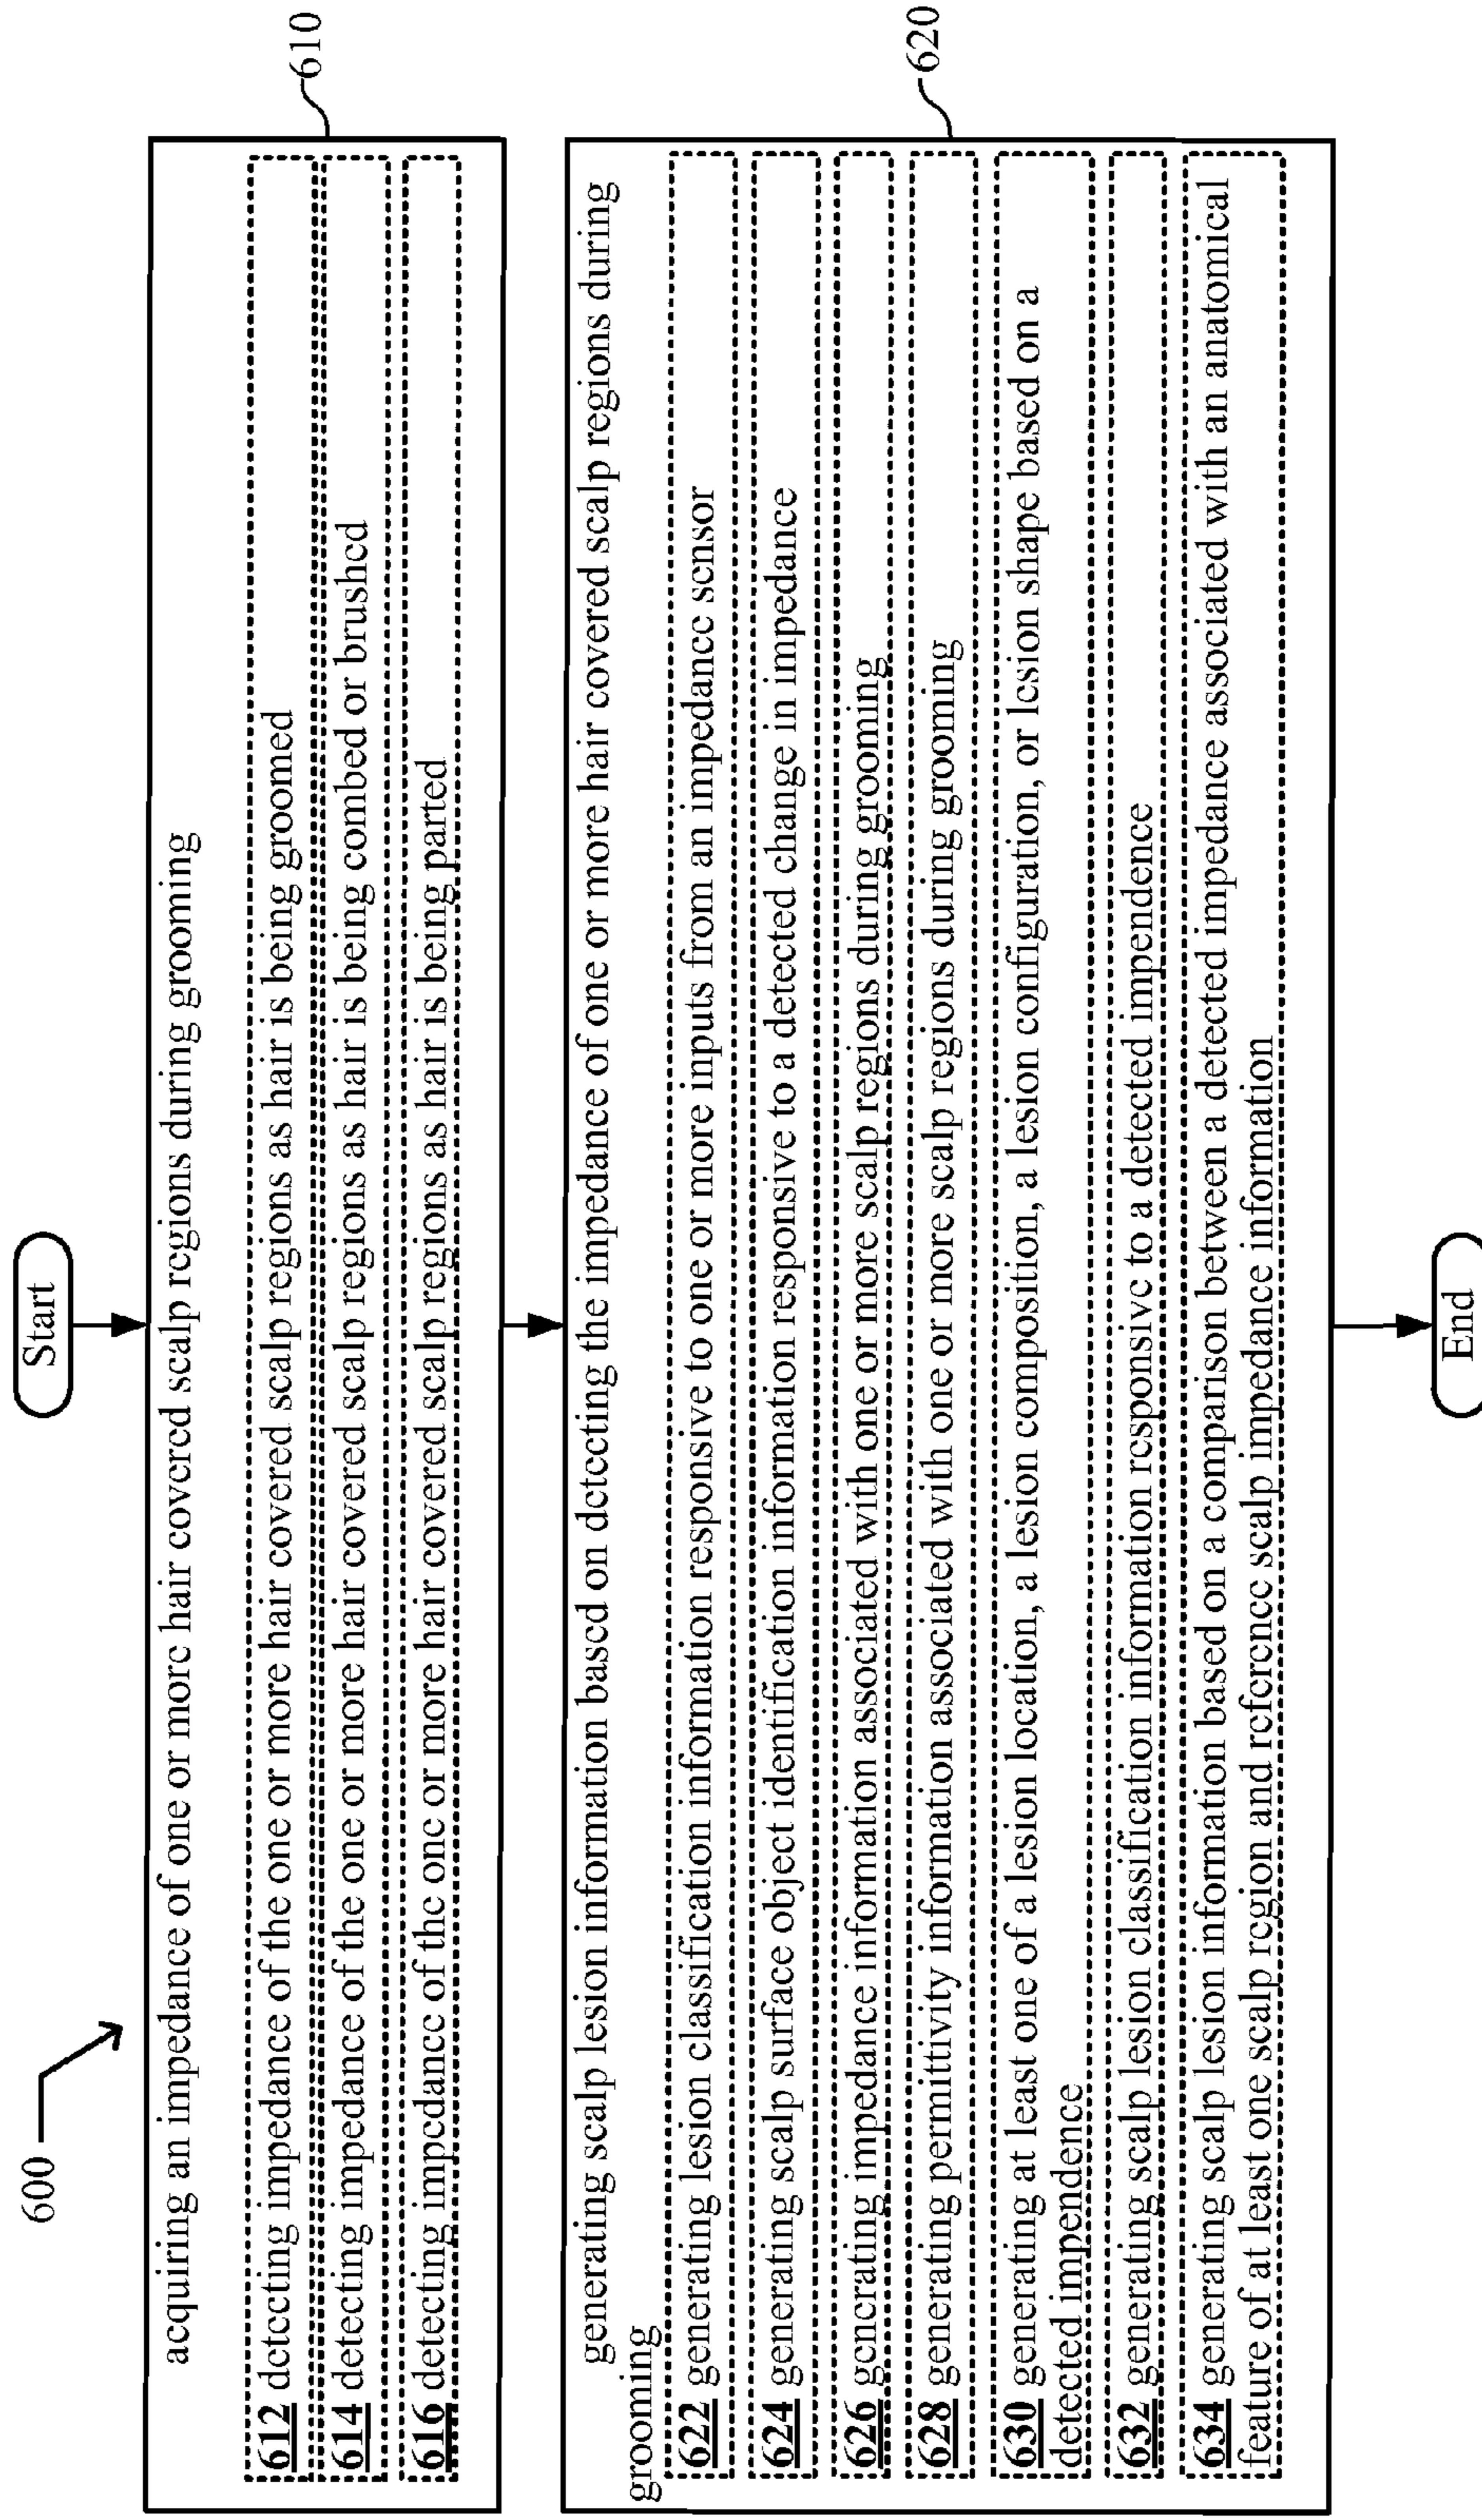 600
Start
acquiring an impedance of one or more hair covered scalp regions during grooming
610
612 detecting impedance of the one or more hair covered scalp regions as hair is being groomed
614 detecting impedance of the one or more hair covered scalp regions as hair is being combed or brushed
616 detecting impedance of the one or more hair covered scalp regions as hair is being parted
generating scalp lesion information based on detecting the impedance of one or more hair covered scalp regions during
grooming
620
622 generating lesion classification information responsive to one or more inputs from an impedance sensor
624 generating scalp surface object identification information responsive to a detected change in impedance
626 generating impedance information associated with one or more scalp regions during grooming
628 generating permittivity information associated with one or more scalp regions during grooming
630 generating at least one of a lesion location, a lesion composition, a lesion configuration, or lesion shape based on a
detected impendence
632 generating scalp lesion classification information responsive to a detected impendence
634 generating scalp lesion information based on a comparison between a detected impedance associated with an anatomical
feature of at least one scalp region and reference scalp impedance information
End